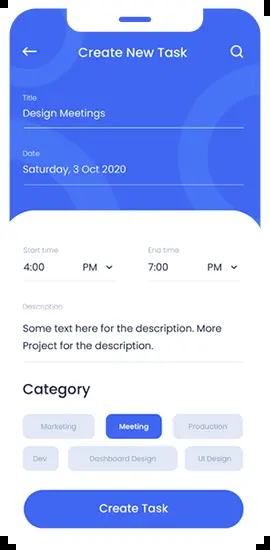 Create New Task
Title
Design Meetings
Date
Saturday, 3 Oct 2020
Start time End time
4:00 PM 7:00 PM
Description
Some text here for the description. More
Project for the description.
Category
Marketing Meeting Production
Dev Dashboard Design UI Design
Create Task